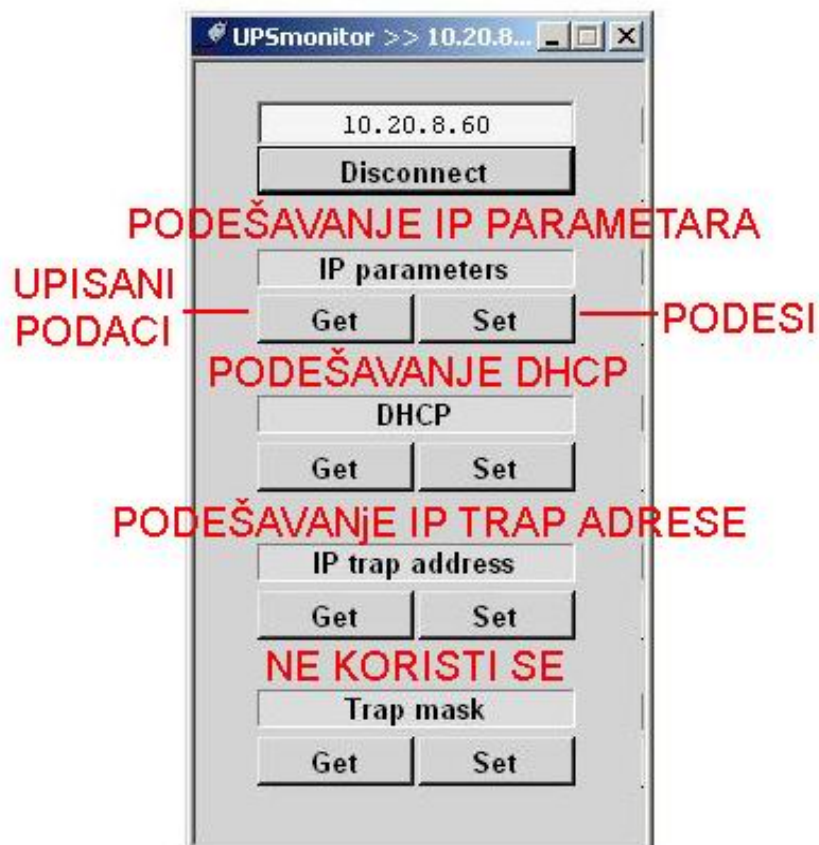 UPSmonitor >> 10.20.8...
10.20.8.60
Disconnect
PODEŠAVANJE IP PARAMETARA
IP parameters
UPISANI
PODACI
Get
Set
PODESI
PODEŠAVANJE DHCP
DHCP
Get
Set
PODEŠAVANjE IP TRAP ADRESE
IP trap address
Get
Set
NE KORISTI SE
Trap mask
Get
Set